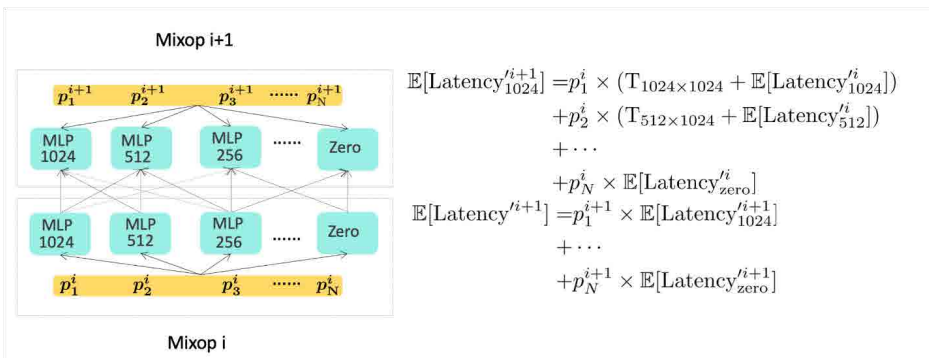 Mixop i+1
p_1^{i+1} p_2^{i+1} p_3^{i+1} ······ p_N^{i+1}
MLP 1024 MLP 512 MLP 256 ······ Zero
MLP 1024 MLP 512 MLP 256 ······ Zero
p_1^i p_2^i p_3^i ······ p_N^i
Mixop i
𝔼[Latency'^{i+1}_{1024}] =p_1^i × (T_{1024×1024} + 𝔼[Latency'^i_{1024}])
+p_2^i × (T_{512×1024} + 𝔼[Latency'^i_{512}])
+ ···
+p_N^i × 𝔼[Latency'^i_{zero}]
𝔼[Latency'^{i+1}] =p_1^{i+1} × 𝔼[Latency'^{i+1}_{1024}]
+ ···
+p_N^{i+1} × 𝔼[Latency'^{i+1}_{zero}]